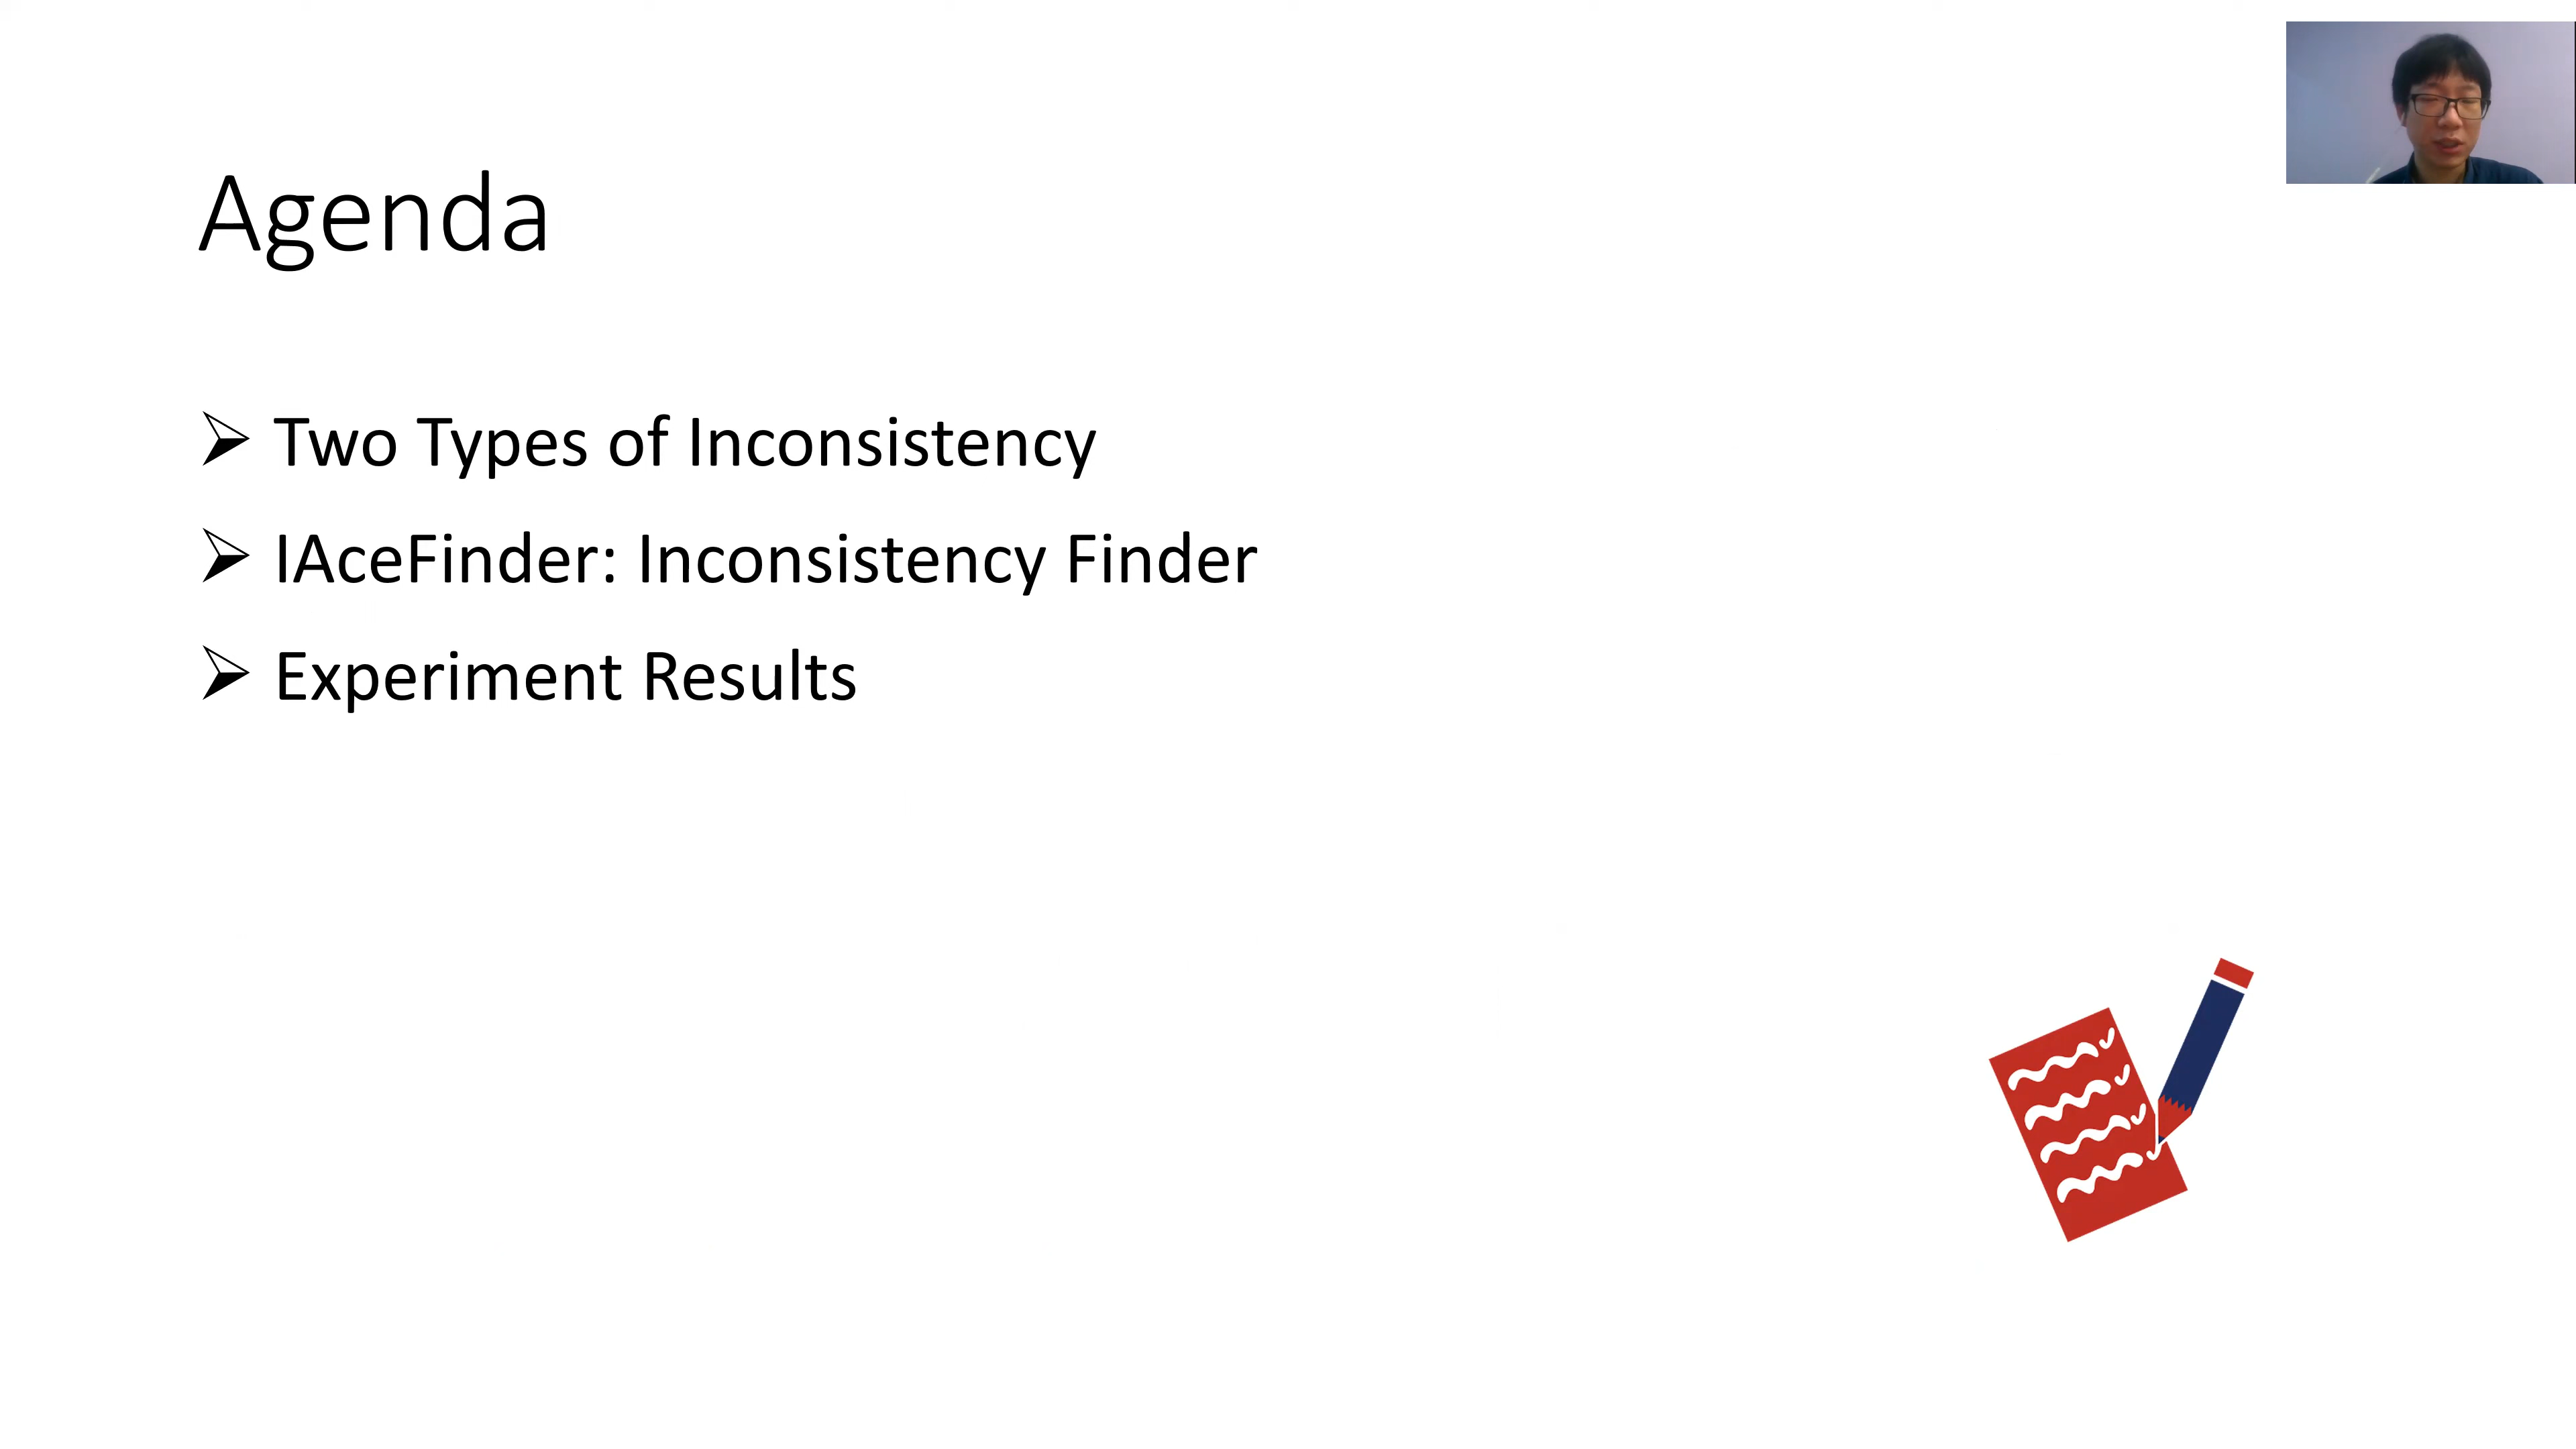 Agenda
Two Types of Inconsistency
IAceFinder: Inconsistency Finder
Experiment Results